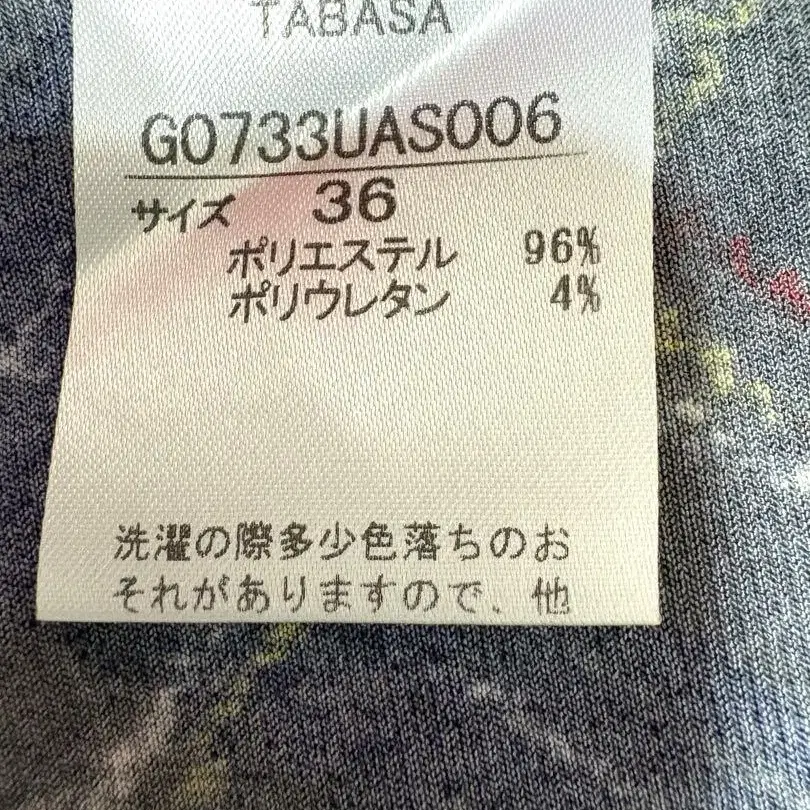 TABASA
G0733UAS006
サイズ 36
ポリエステル 96%
ポリウレタン 4%
洗濯の際多少色落ちのお
それがありますので、他